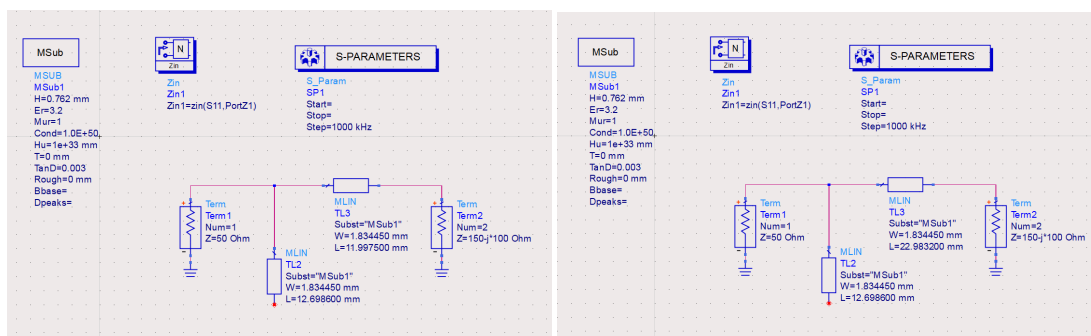 MSub
MSUB
MSub1
H=0.762 mm
Er=3.2
Mur=1
Cond=1.0E+50
Hu=1e+33 mm
T=0 mm
TanD=0.003
Rough=0 mm
Bbase=
Dpeaks=
N
Zin
Zin
Zin1
Zin1=zin(S11,PortZ1)
S-PARAMETERS
S_Param
SP1
Start=
Stop=
Step=1000 kHz
Term
Term1
Num=1
Z=50 Ohm
MLIN
TL3
Subst="MSub1"
W=1.834450 mm
L=11.997500 mm
Term
Term2
Num=2
Z=150-j*100 Ohm
MLIN
TL2
Subst="MSub1"
W=1.834450 mm
L=12.698600 mm
MSub
MSUB
MSub1
H=0.762 mm
Er=3.2
Mur=1
Cond=1.0E+50
Hu=1e+33 mm
T=0 mm
TanD=0.003
Rough=0 mm
Bbase=
Dpeaks=
N
Zin
Zin
Zin1
Zin1=zin(S11,PortZ1)
S-PARAMETERS
S_Param
SP1
Start=
Stop=
Step=1000 kHz
Term
Term1
Num=1
Z=50 Ohm
MLIN
TL3
Subst="MSub1"
W=1.834450 mm
L=22.983200 mm
Term
Term2
Num=2
Z=150-j*100 Ohm
MLIN
TL2
Subst="MSub1"
W=1.834450 mm
L=12.698600 mm